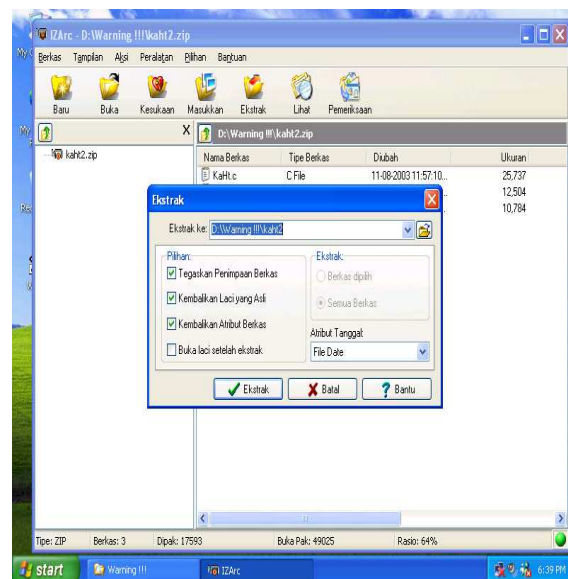 IZArc - D:\Warning !!!\kaht2.zip
Berkas Tampilan Aksi Peralatan Pilihan Bantuan
Baru Buka Kesukaan Masukkan Ekstrak Lihat Pemeriksaan
X D:\Warning !!!\kaht2.zip
kaht2.zip
Nama Berkas Tipe Berkas Diubah Ukuran
KaHt.c C File 11-08-2003 11:57:10... 25,737
12,504
10,784
Ekstrak
Ekstrak ke: D:\Warning !!!\kaht2
Pilihan:
Tegaskan Penimpaan Berkas
Kembalikan Laci yang Asli
Kembalikan Atribut Berkas
Buka laci setelah ekstrak
Ekstrak:
Berkas dipilih
Semua Berkas
Atribut Tanggal:
File Date
Ekstrak Batal Bantu
Tipe: ZIP Berkas: 3 Dipak: 17593 Buka Pak: 49025 Rasio: 64%
start Warning !!! IZArc 6:39 PM